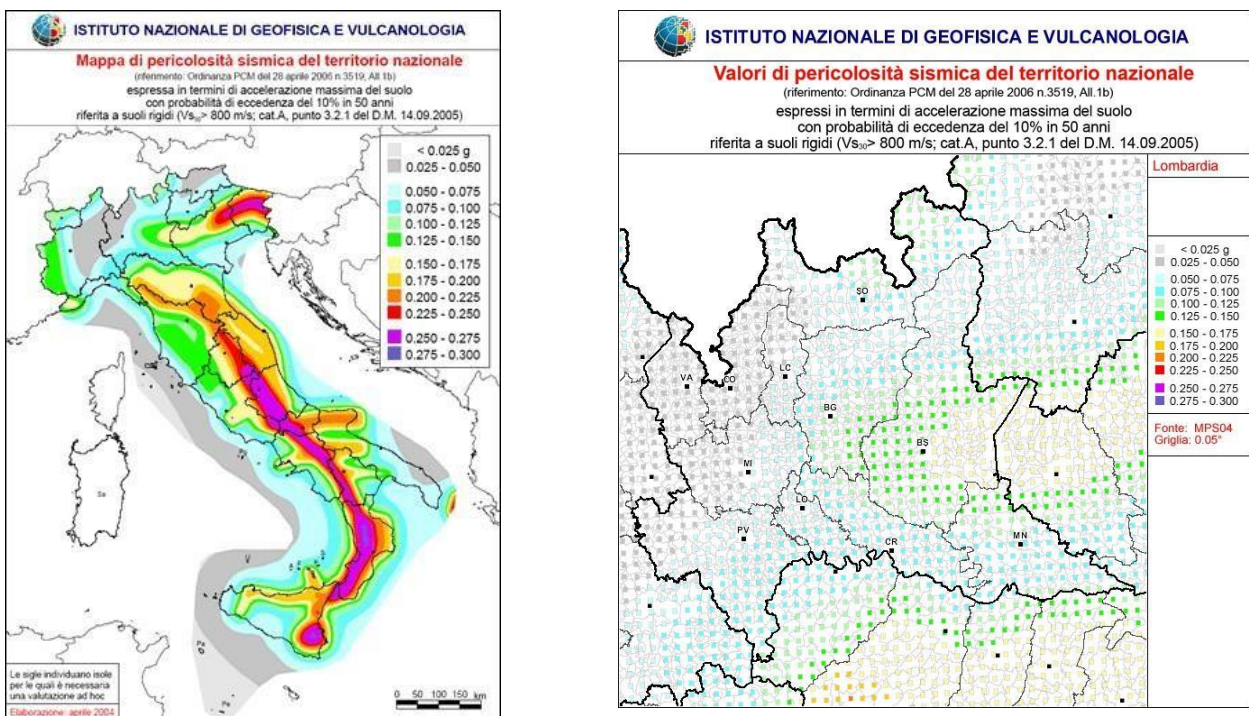 ISTITUTO NAZIONALE DI GEOFISICA E VULCANOLOGIA
Mappa di pericolosità sismica del territorio nazionale
(riferimento: Ordinanza PCM del 28 aprile 2006 n.3519, All.1b)
espressa in termini di accelerazione massima del suolo
con probabilità di eccedenza del 10% in 50 anni
riferita a suoli rigidi (Vs₃₀> 800 m/s; cat.A, punto 3.2.1 del D.M. 14.09.2005)
< 0.025 g
0.025 - 0.050
0.050 - 0.075
0.075 - 0.100
0.100 - 0.125
0.125 - 0.150
0.150 - 0.175
0.175 - 0.200
0.200 - 0.225
0.225 - 0.250
0.250 - 0.275
0.275 - 0.300
Le sigle individuano isole
per le quali è necessaria
una valutazione ad hoc
Elaborazione: aprile 2004
0 50 100 150 km
ISTITUTO NAZIONALE DI GEOFISICA E VULCANOLOGIA
Valori di pericolosità sismica del territorio nazionale
(riferimento: Ordinanza PCM del 28 aprile 2006 n.3519, All.1b)
espressi in termini di accelerazione massima del suolo
con probabilità di eccedenza del 10% in 50 anni
riferita a suoli rigidi (Vs₃₀> 800 m/s; cat.A, punto 3.2.1 del D.M. 14.09.2005)
Lombardia
< 0.025 g
0.025 - 0.050
0.050 - 0.075
0.075 - 0.100
0.100 - 0.125
0.125 - 0.150
0.150 - 0.175
0.175 - 0.200
0.200 - 0.225
0.225 - 0.250
0.250 - 0.275
0.275 - 0.300
Fonte: MPS04
Griglia: 0.05°
SO
VA
CO
LC
BG
BS
MI
LO
PV
CR
MN